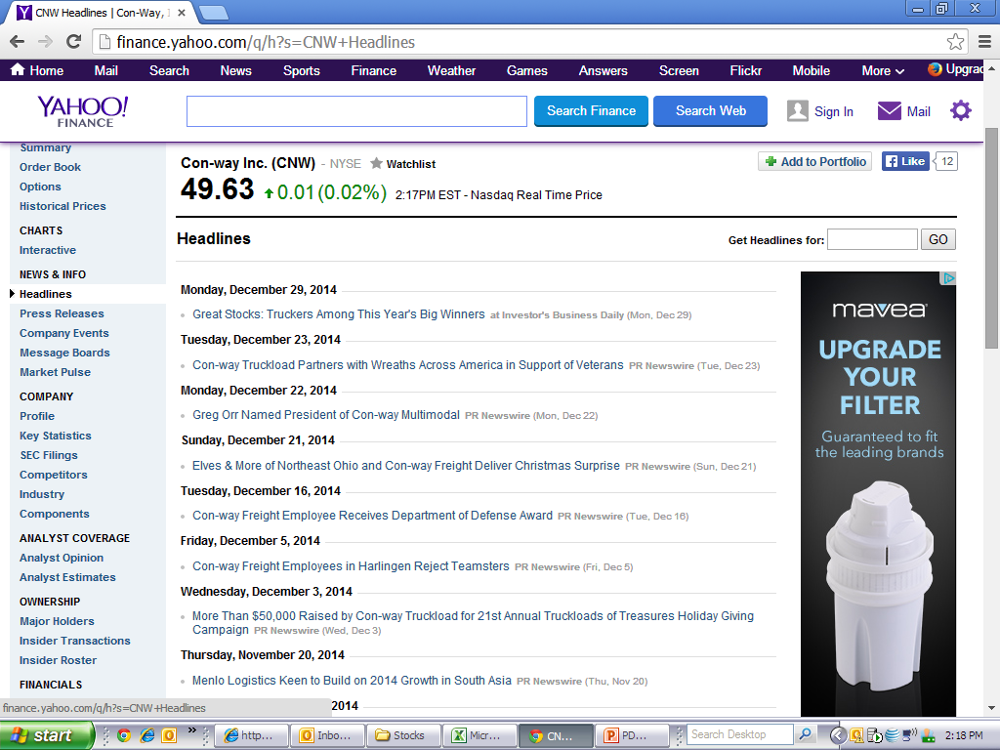 CNW Headlines | Con-Way, I
finance.yahoo.com/q/h?s=CNW+Headlines
Home Mail Search News Sports Finance Weather Games Answers Screen Flickr Mobile More Upgrad
YAHOO! FINANCE Search Finance Search Web Sign In Mail
Summary
Order Book
Options
Historical Prices
CHARTS
Interactive
NEWS & INFO
Headlines
Press Releases
Company Events
Message Boards
Market Pulse
COMPANY
Profile
Key Statistics
SEC Filings
Competitors
Industry
Components
ANALYST COVERAGE
Analyst Opinion
Analyst Estimates
OWNERSHIP
Major Holders
Insider Transactions
Insider Roster
FINANCIALS
Con-way Inc. (CNW) - NYSE Watchlist
Add to Portfolio Like 12
49.63 0.01(0.02%) 2:17PM EST - Nasdaq Real Time Price
Headlines
Get Headlines for: GO
Monday, December 29, 2014
Great Stocks: Truckers Among This Year's Big Winners at Investor's Business Daily (Mon, Dec 29)
Tuesday, December 23, 2014
Con-way Truckload Partners with Wreaths Across America in Support of Veterans PR Newswire (Tue, Dec 23)
Monday, December 22, 2014
Greg Orr Named President of Con-way Multimodal PR Newswire (Mon, Dec 22)
Sunday, December 21, 2014
Elves & More of Northeast Ohio and Con-way Freight Deliver Christmas Surprise PR Newswire (Sun, Dec 21)
Tuesday, December 16, 2014
Con-way Freight Employee Receives Department of Defense Award PR Newswire (Tue, Dec 16)
Friday, December 5, 2014
Con-way Freight Employees in Harlingen Reject Teamsters PR Newswire (Fri, Dec 5)
Wednesday, December 3, 2014
More Than $50,000 Raised by Con-way Truckload for 21st Annual Truckloads of Treasures Holiday Giving
Campaign PR Newswire (Wed, Dec 3)
Thursday, November 20, 2014
Menlo Logistics Keen to Build on 2014 Growth in South Asia PR Newswire (Thu, Nov 20)
2014
mavea
UPGRADE
YOUR
FILTER
Guaranteed to fit
the leading brands
finance.yahoo.com/q/h?s=CNW+Headlines
start http... Inbo... Stocks Micr... CN... PD... Search Desktop 2:18 PM